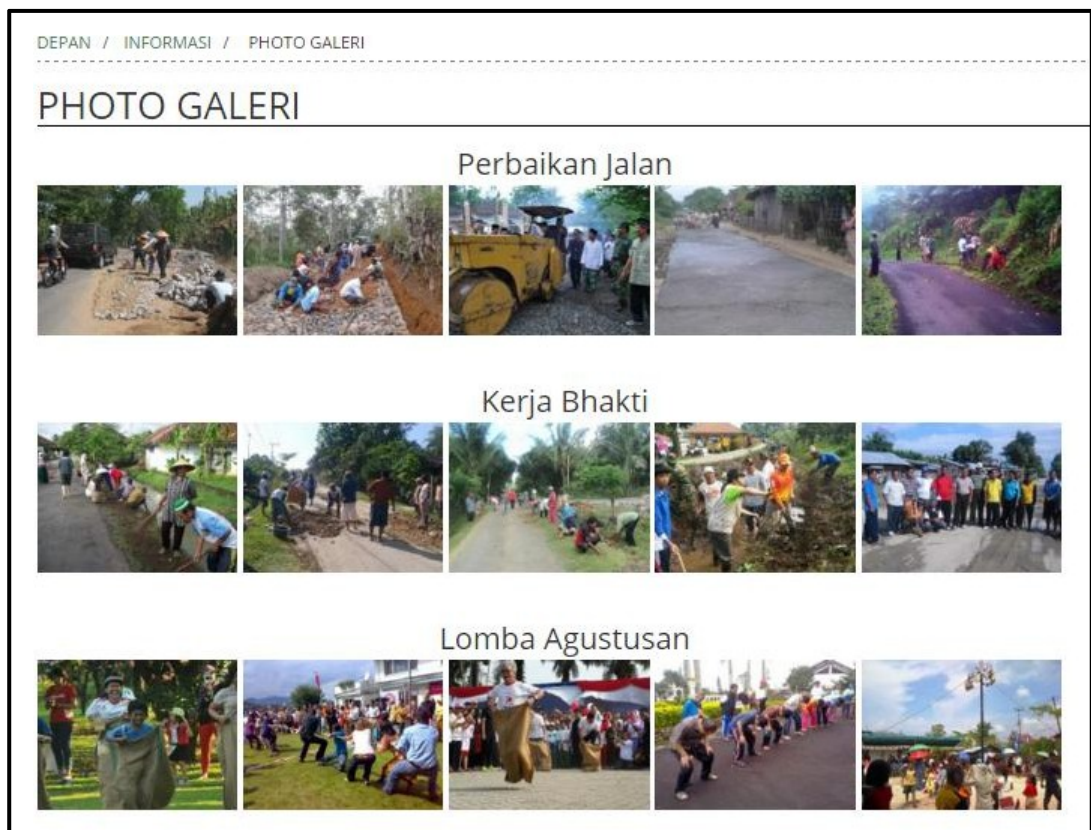 DEPAN / INFORMASI / PHOTO GALERI
PHOTO GALERI
Perbaikan Jalan
Kerja Bhakti
Lomba Agustusan